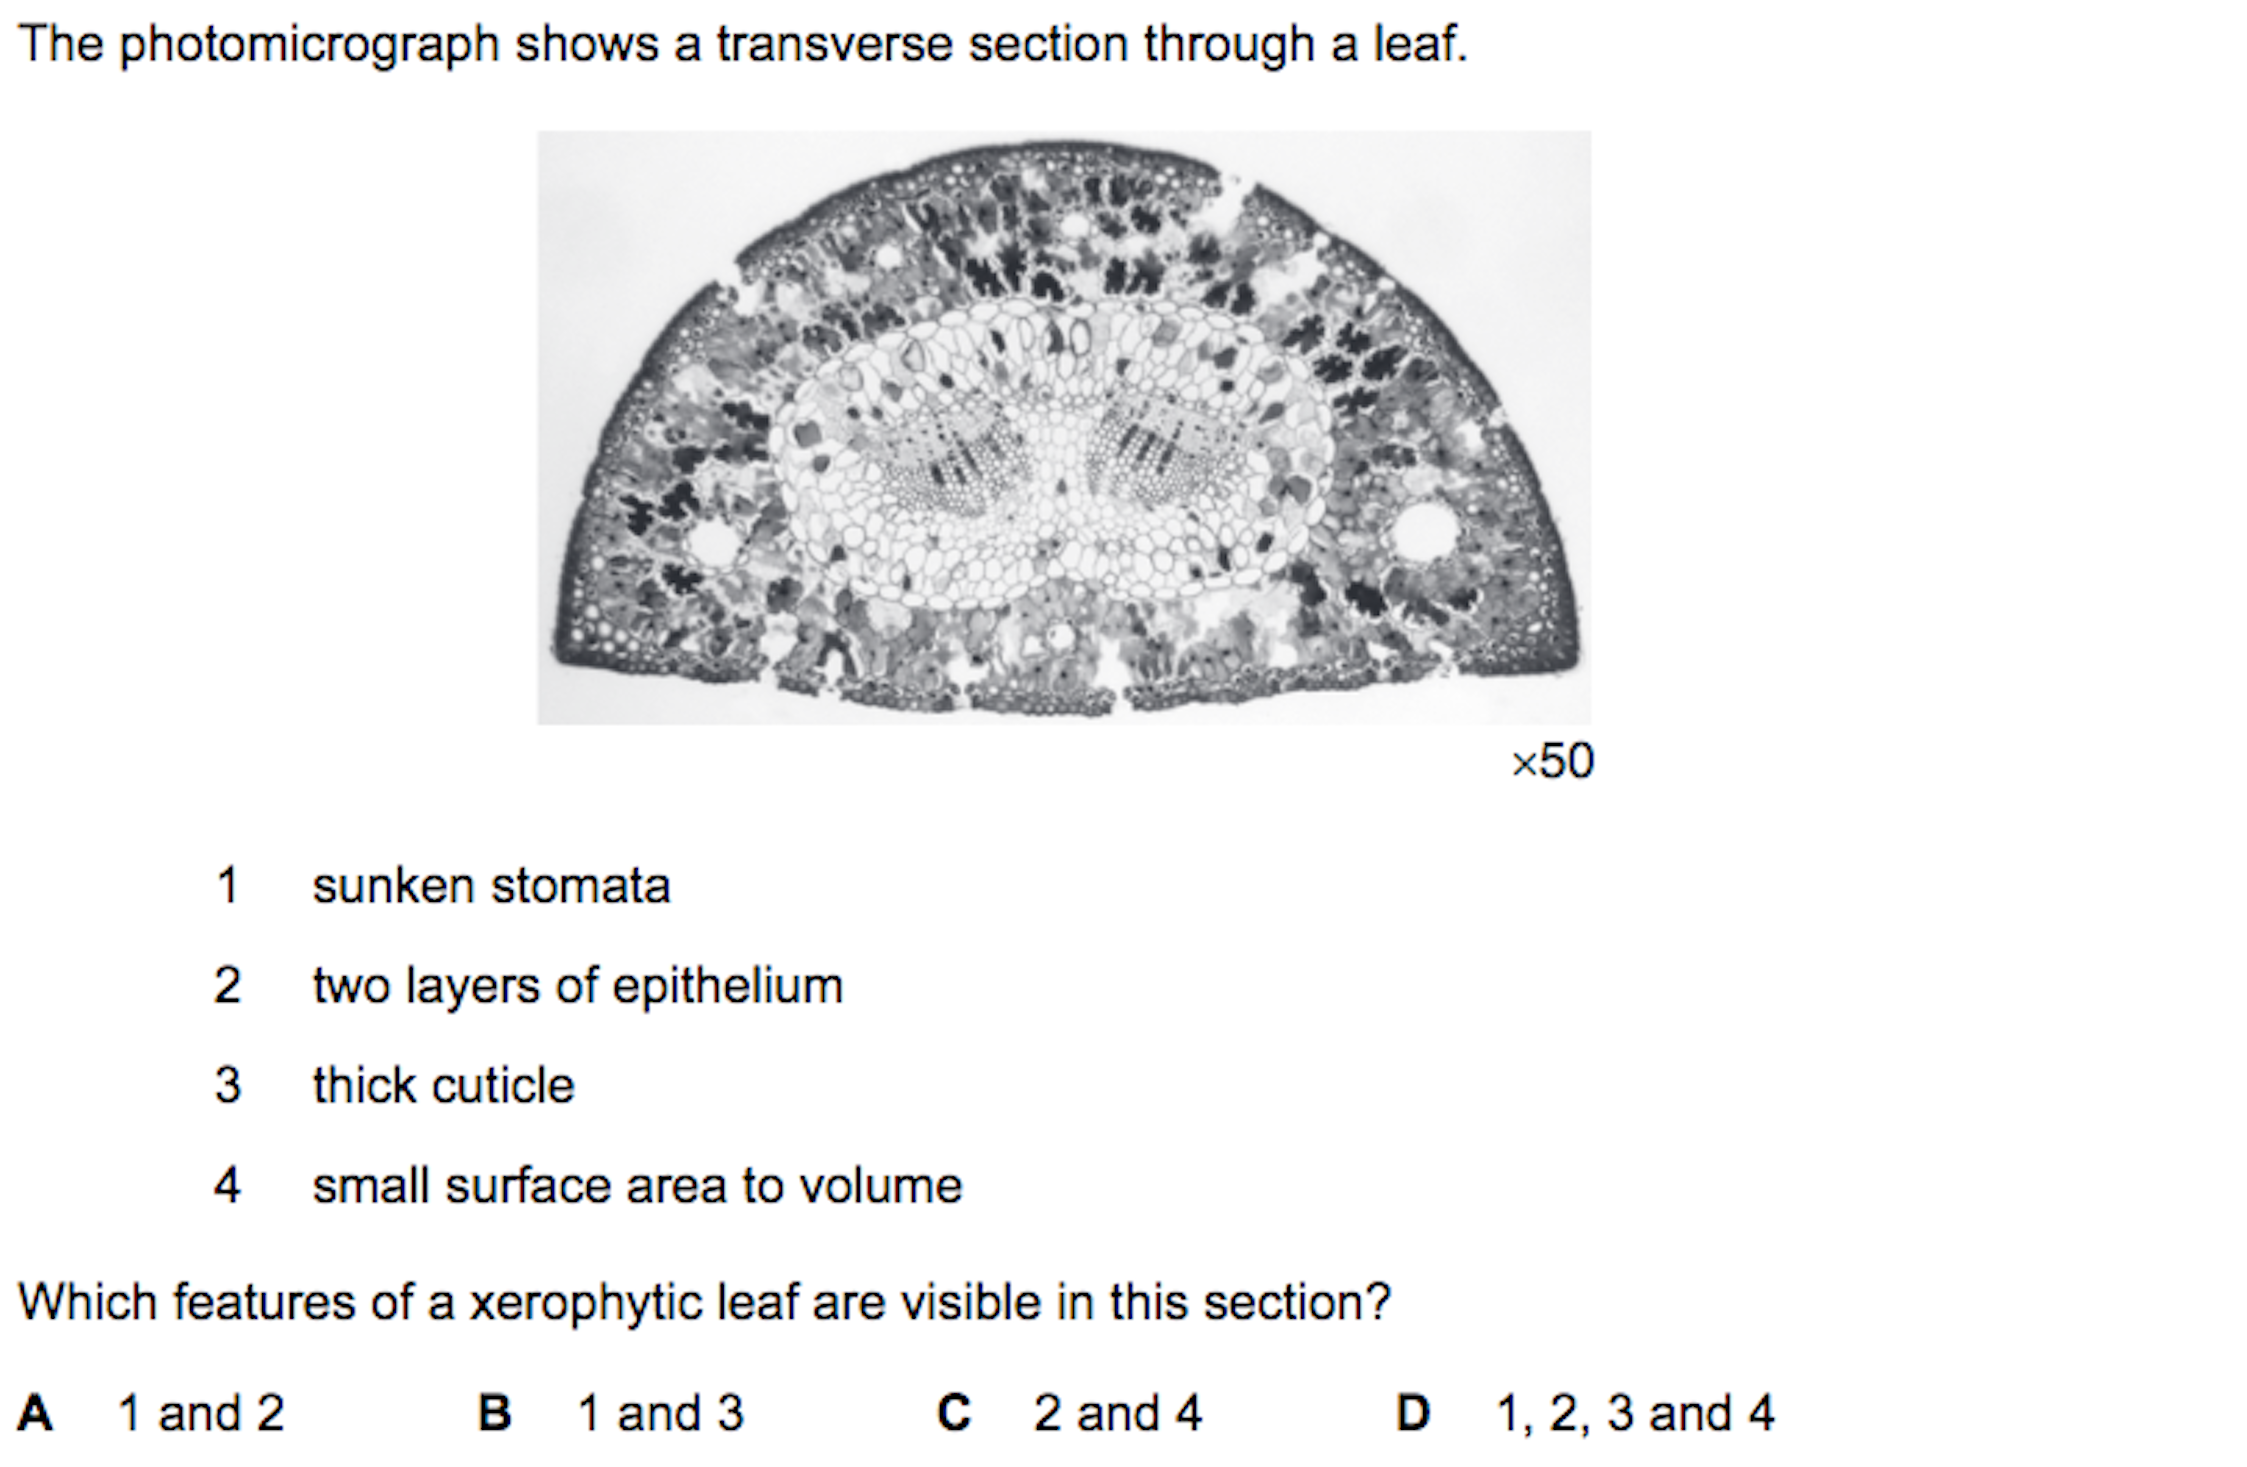 The photomicrograph shows a transverse section through a leaf.
×50
1 sunken stomata
2 two layers of epithelium
3 thick cuticle
4 small surface area to volume
Which features of a xerophytic leaf are visible in this section?
A 1 and 2 B 1 and 3 C 2 and 4 D 1, 2, 3 and 4